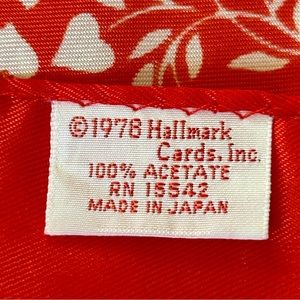 ©1978 Hallmark
Cards, Inc.
100% ACETATE
RN 15542
MADE IN JAPAN